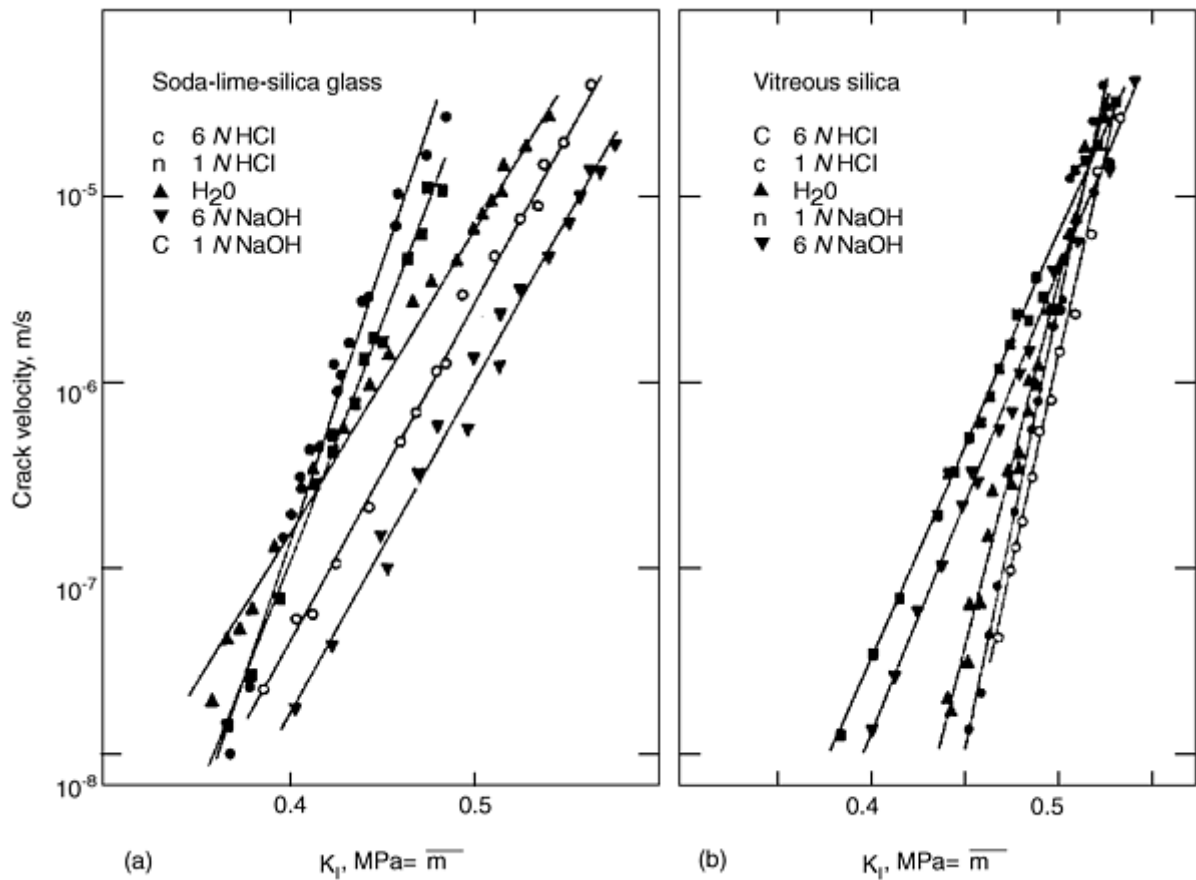 Soda-lime-silica glass
c 6 N HCl
n 1 N HCl
▲ H20
▼ 6 N NaOH
C 1 N NaOH
Crack velocity, m/s
10-5
10-6
10-7
10-8
0.4 0.5
(a) KI, MPa= m
Vitreous silica
C 6 N HCl
c 1 N HCl
▲ H20
n 1 N NaOH
▼ 6 N NaOH
0.4 0.5
KI, MPa= m (b)